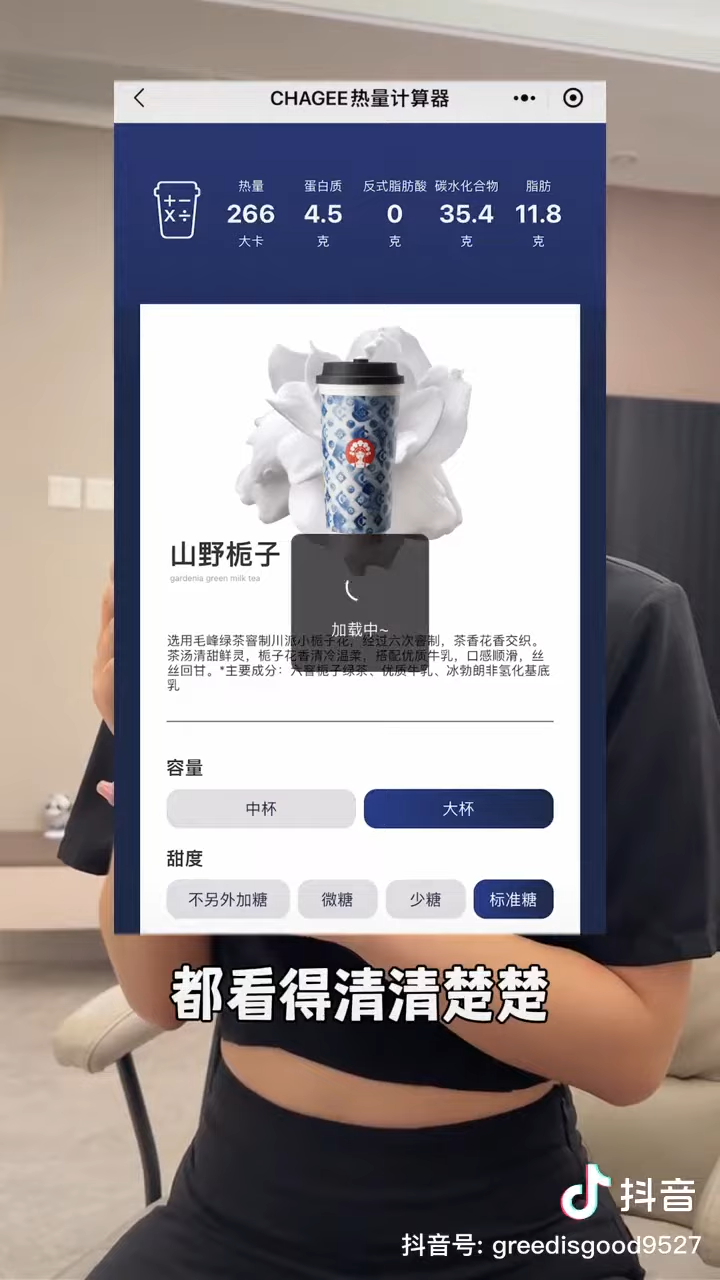 CHAGEE热量计算器
热量 蛋白质 反式脂肪酸 碳水化合物 脂肪
266 4.5 0 35.4 11.8
大卡 克 克 克 克
山野栀子
gardenia green milk tea
加载中~
选用毛峰绿茶窨制川派小栀子花，经过六次窨制，茶香花香交织。
茶汤清甜鲜灵，栀子花香清冷温柔，搭配优质牛乳，口感顺滑，丝
丝回甘。*主要成分：六窨栀子绿茶、优质牛乳、冰勃朗非氢化基底
乳
容量
中杯 大杯
甜度
不另外加糖 微糖 少糖 标准糖
都看得清清楚楚
抖音
抖音号: greedisgood9527